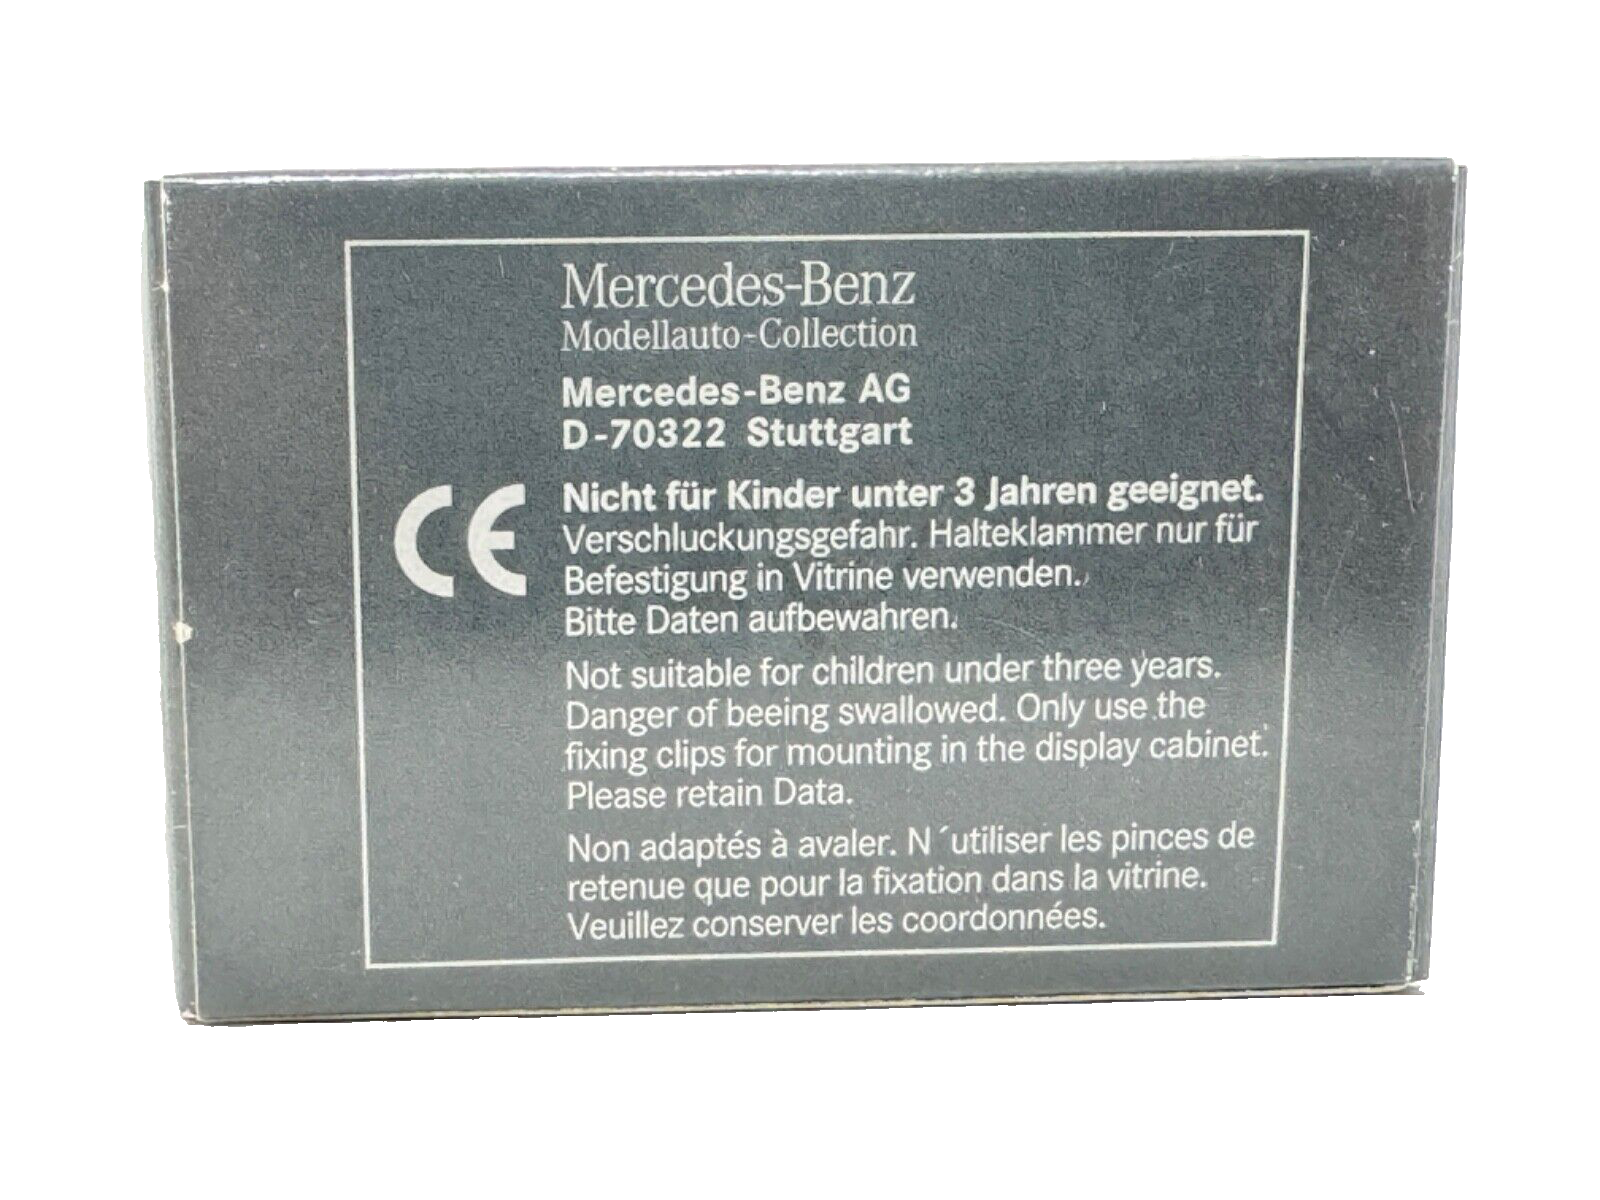 Mercedes-Benz
Modellauto-Collection
Mercedes-Benz AG
D-70322 Stuttgart
CE
Nicht für Kinder unter 3 Jahren geeignet.
Verschluckungsgefahr. Halteklammer nur für
Befestigung in Vitrine verwenden.
Bitte Daten aufbewahren.
Not suitable for children under three years.
Danger of beeing swallowed. Only use the
fixing clips for mounting in the display cabinet.
Please retain Data.
Non adaptés à avaler. N ´utiliser les pinces de
retenue que pour la fixation dans la vitrine.
Veuillez conserver les coordonnées.